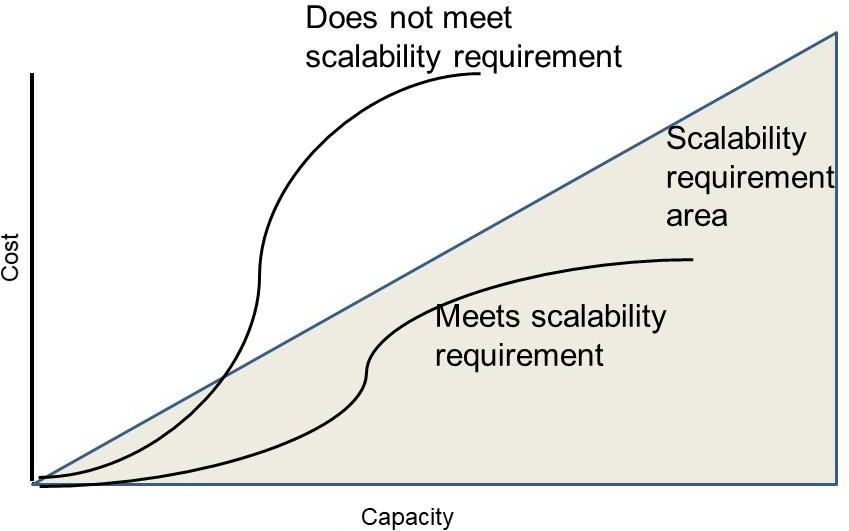 Does not meet
scalability requirement
Scalability
requirement
area
Cost
Meets scalability
requirement
Capacity